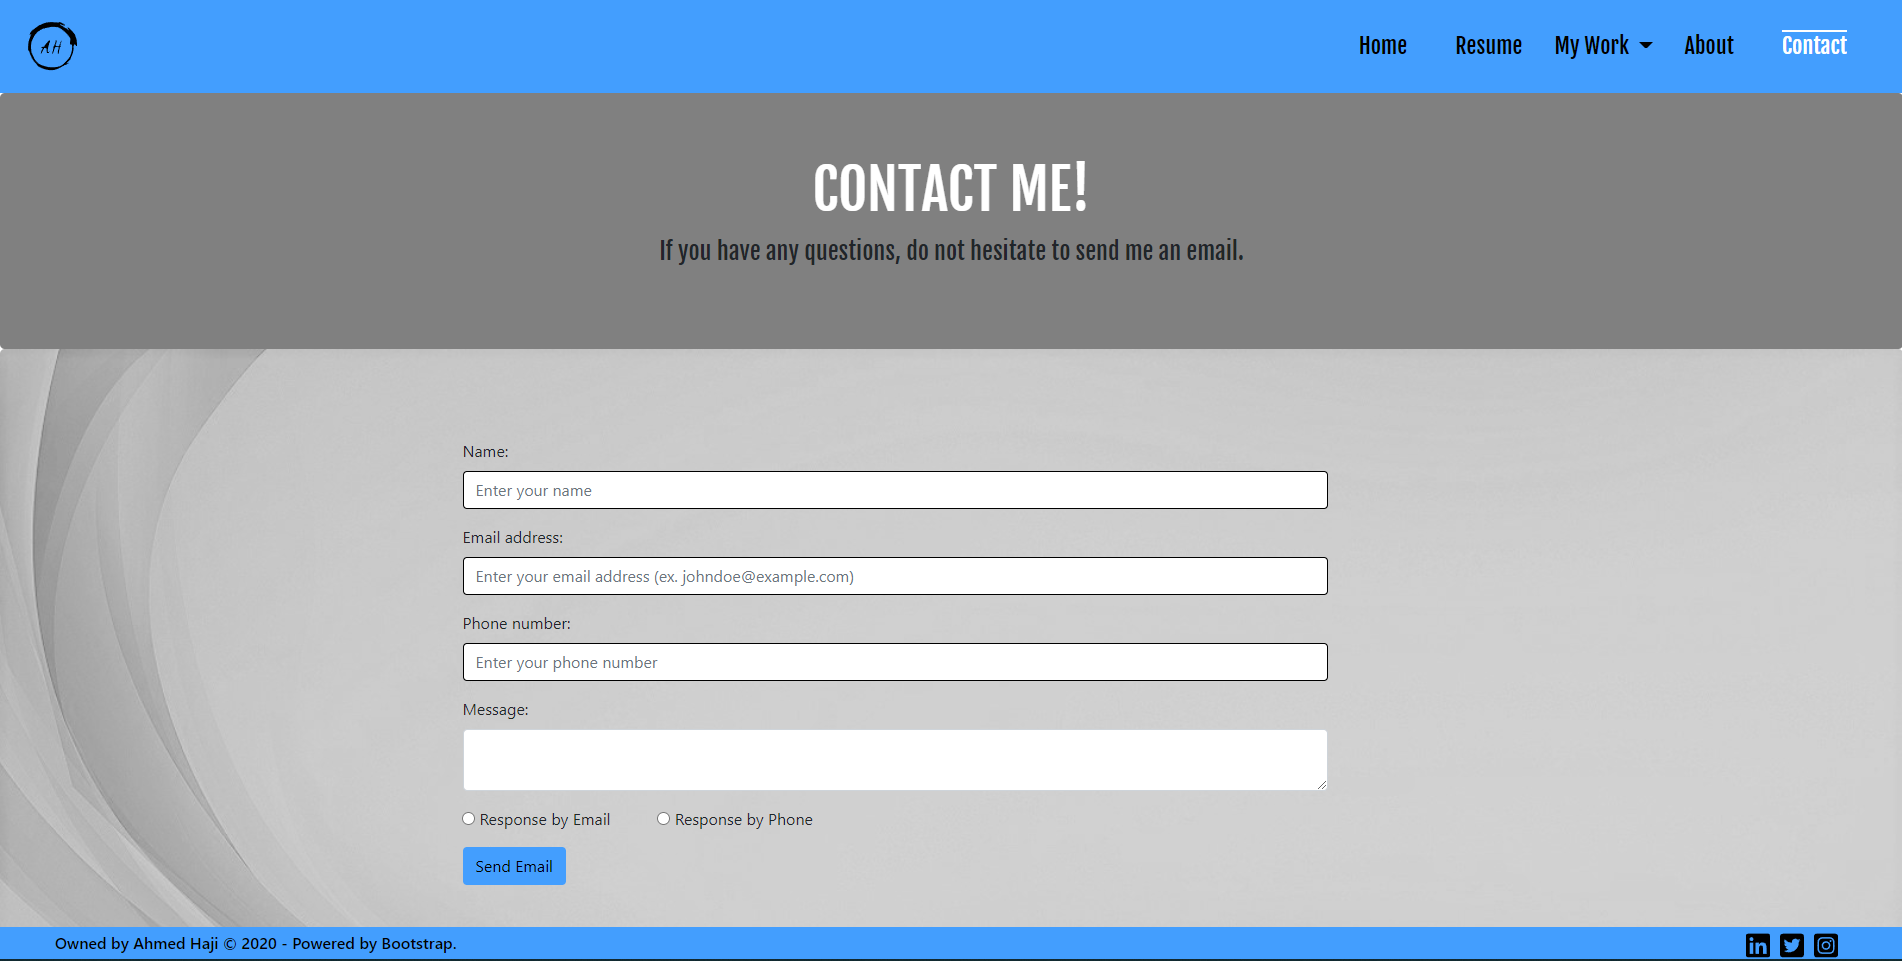 AH
Home Resume My Work About Contact
CONTACT ME!
If you have any questions, do not hesitate to send me an email.
Name:
Enter your name
Email address:
Enter your email address (ex. johndoe@example.com)
Phone number:
Enter your phone number
Message:
Response by Email Response by Phone
Send Email
Owned by Ahmed Haji © 2020 - Powered by Bootstrap.
in